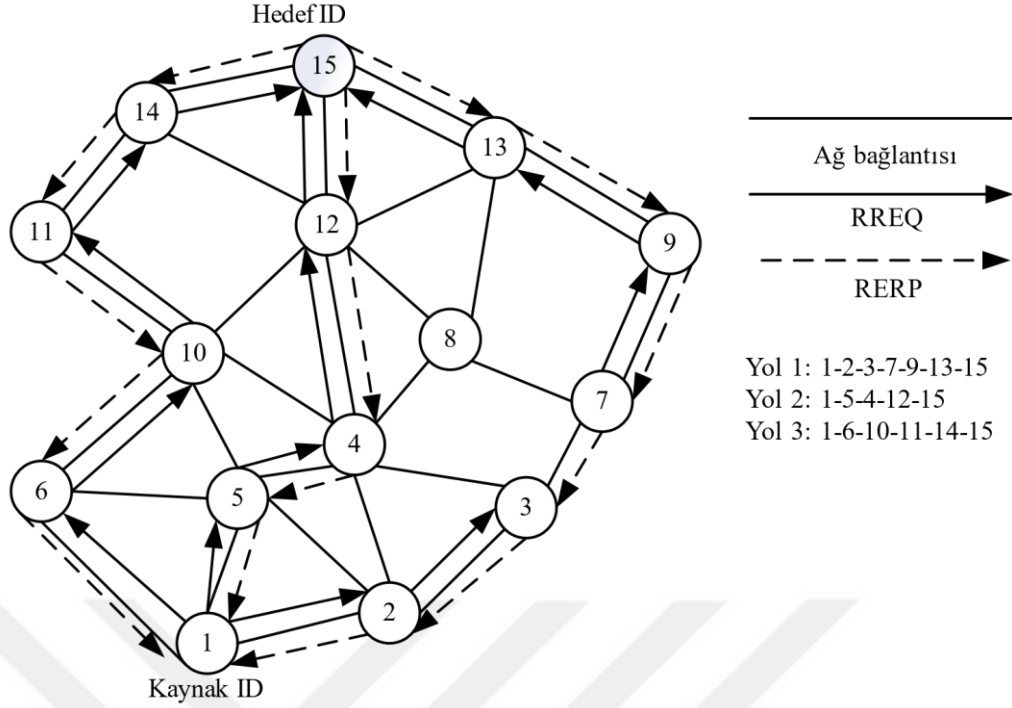 Hedef ID
15
14
13
12
11
9
10
8
7
4
6
5
3
2
1
Kaynak ID
Ağ bağlantısı
RREQ
RERP
Yol 1: 1-2-3-7-9-13-15
Yol 2: 1-5-4-12-15
Yol 3: 1-6-10-11-14-15